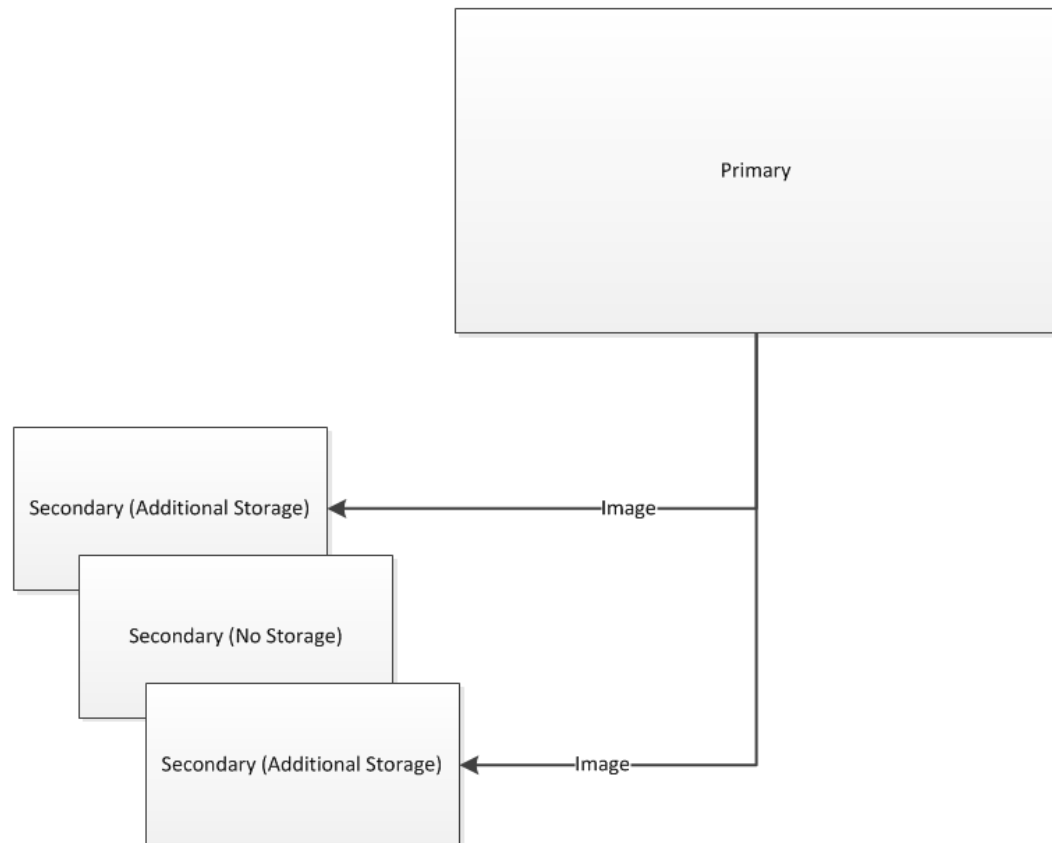 Primary
Secondary (Additional Storage)
Image
Secondary (No Storage)
Secondary (Additional Storage)
Image